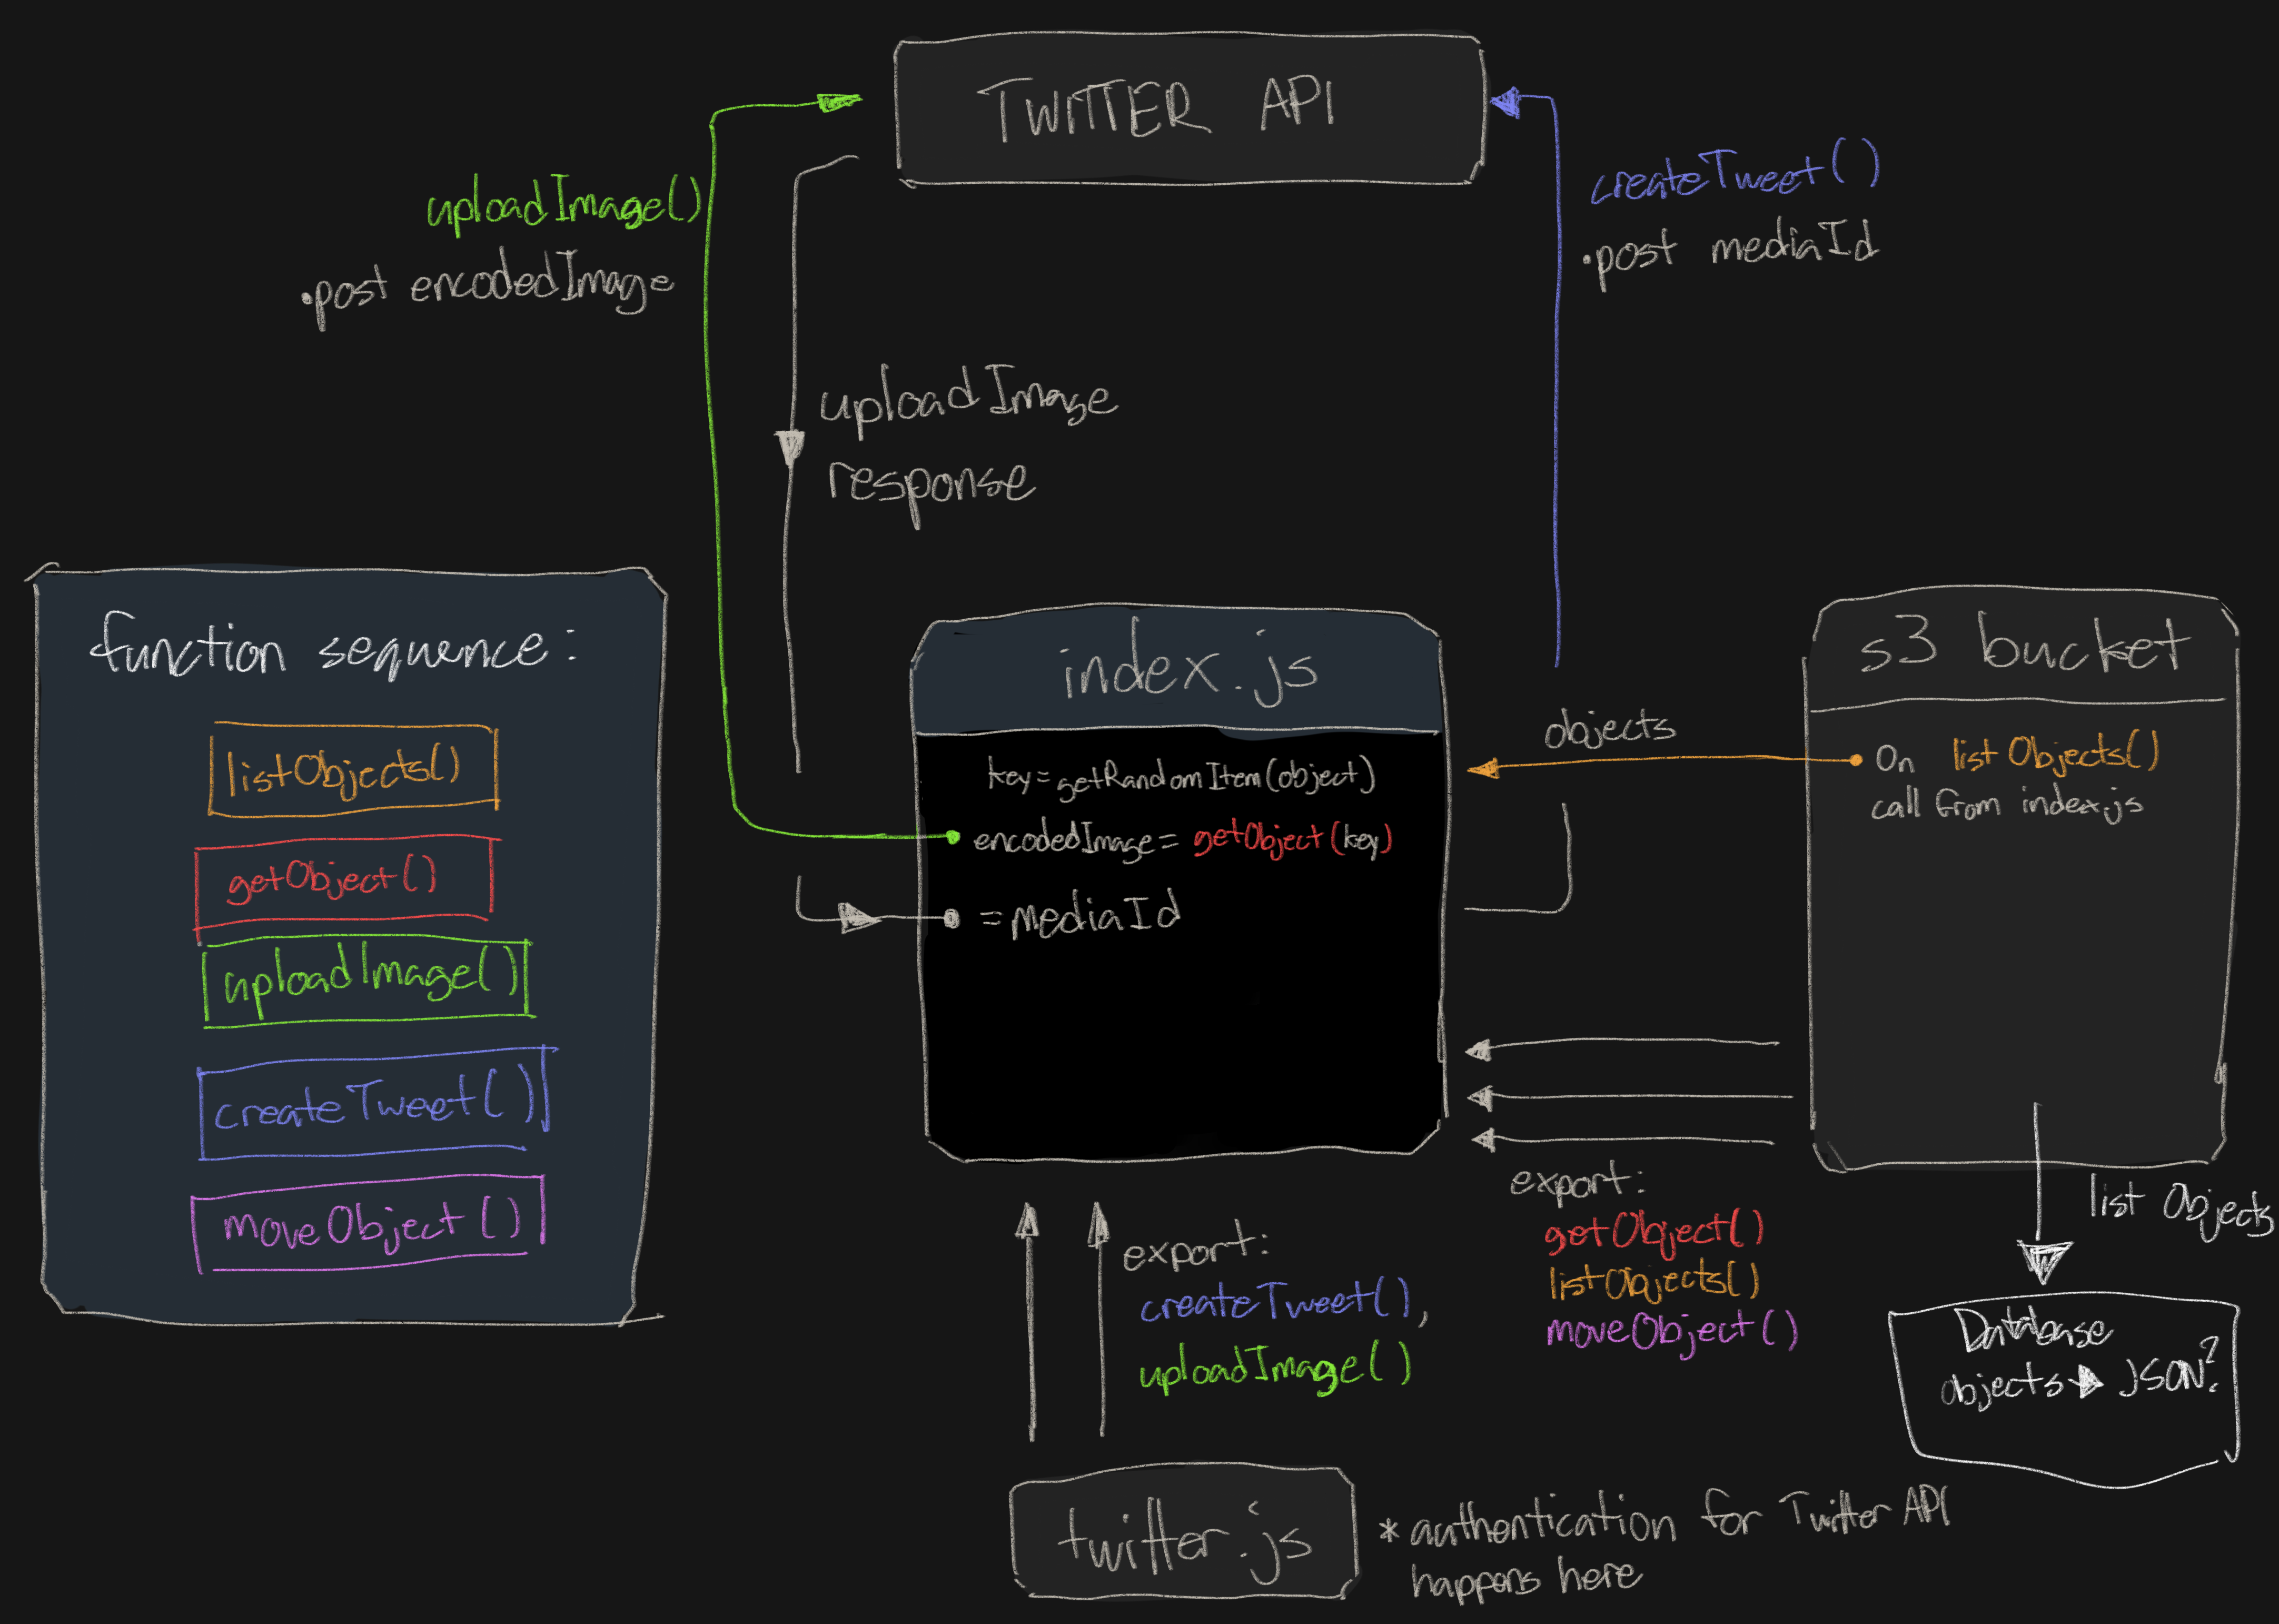 TWITTER API
uploadImage()
•post encodedImage
createTweet()
•post mediaId
uploadImage
response
function sequence:
listObjects()
getObject()
uploadImage()
createTweet()
moveObject()
index.js
key=getRandomItem(object)
encodedImage=getObject(key)
=mediaId
objects
s3 bucket
On listObjects()
call from index.js
export:
getObject()
listObjects()
moveObject()
export:
createTweet(),
uploadImage()
list Objects
Database
objects→JSON?
twitter.js
*authentication for Twitter API
happens here